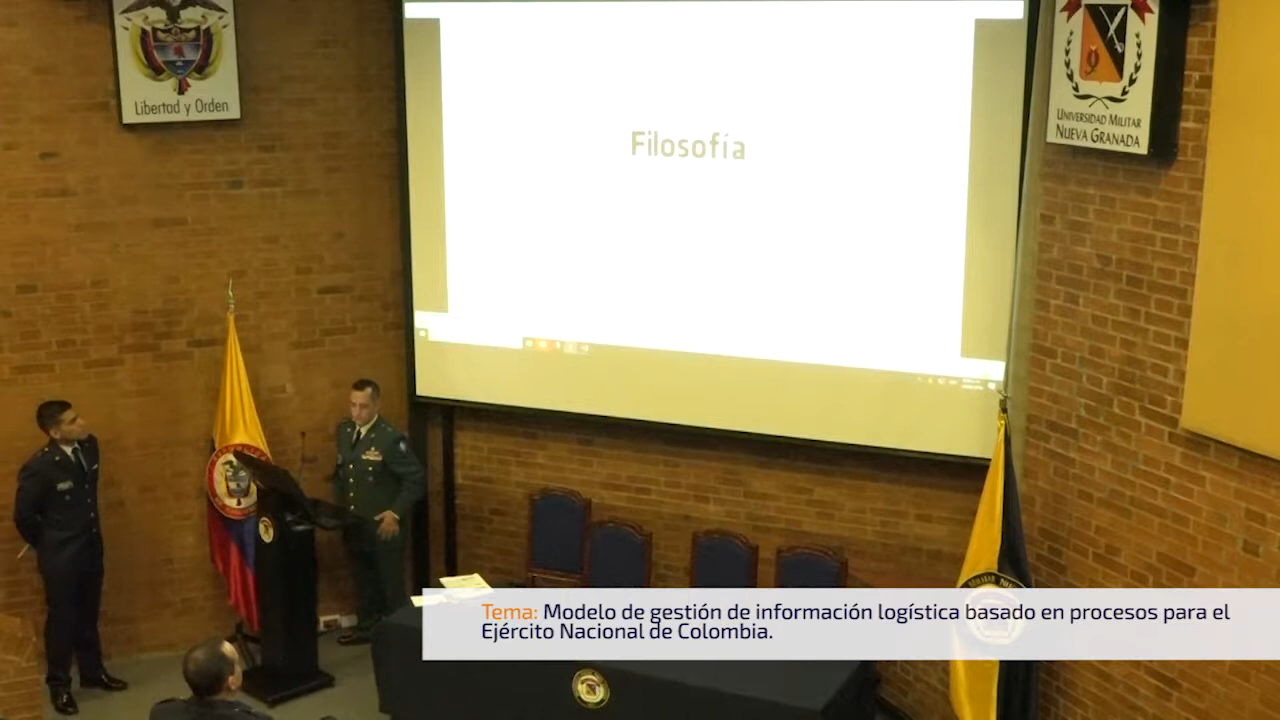 Libertad y Orden
Filosofía
UNIVERSIDAD MILITAR
NUEVA GRANADA
Tema: Modelo de gestión de información logística basado en procesos para el
Ejército Nacional de Colombia.